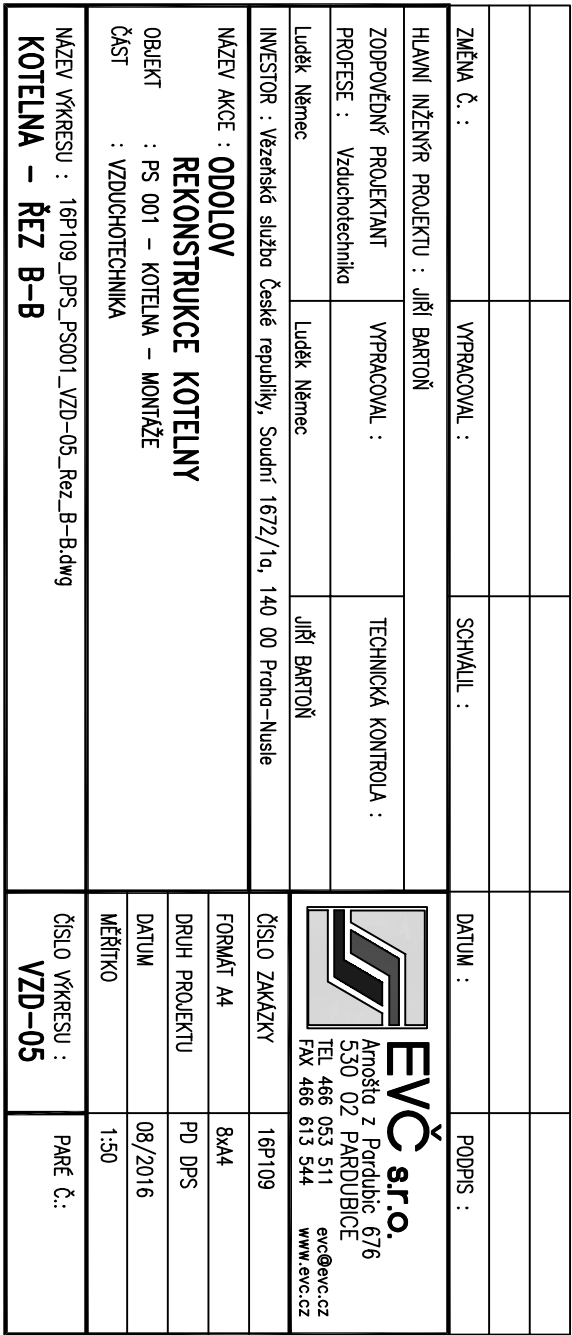 ZMĚNA Č. : VYPRACOVAL : SCHVÁLIL : DATUM : PODPIS :
HLAVNÍ INŽENÝR PROJEKTU : JIŘÍ BARTOŇ
ZODPOVĚDNÝ PROJEKTANT
PROFESE : Vzduchotechnika
VYPRACOVAL :
TECHNICKÁ KONTROLA :
Luděk Němec Luděk Němec JIŘÍ BARTOŇ
EVČ s.r.o.
Arnošta z Pardubic 676
530 02 PARDUBICE
TEL 466 053 511 evc@evc.cz
FAX 466 613 544 www.evc.cz
INVESTOR : Vězeňská služba České republiky, Soudní 1672/1a, 140 00 Praha-Nusle
NÁZEV AKCE : ODOLOV
REKONSTRUKCE KOTELNY
OBJEKT : PS 001 - KOTELNA - MONTÁŽE
ČÁST : VZDUCHOTECHNIKA
ČÍSLO ZAKÁZKY 16P109
FORMÁT A4 8xA4
DRUH PROJEKTU PD DPS
DATUM 08/2016
MĚŘÍTKO 1:50
NÁZEV VÝKRESU : 16P109_DPS_PS001_VZD-05_Rez_B-B.dwg
KOTELNA - ŘEZ B-B
ČÍSLO VÝKRESU :
VZD-05
PARÉ Č.: